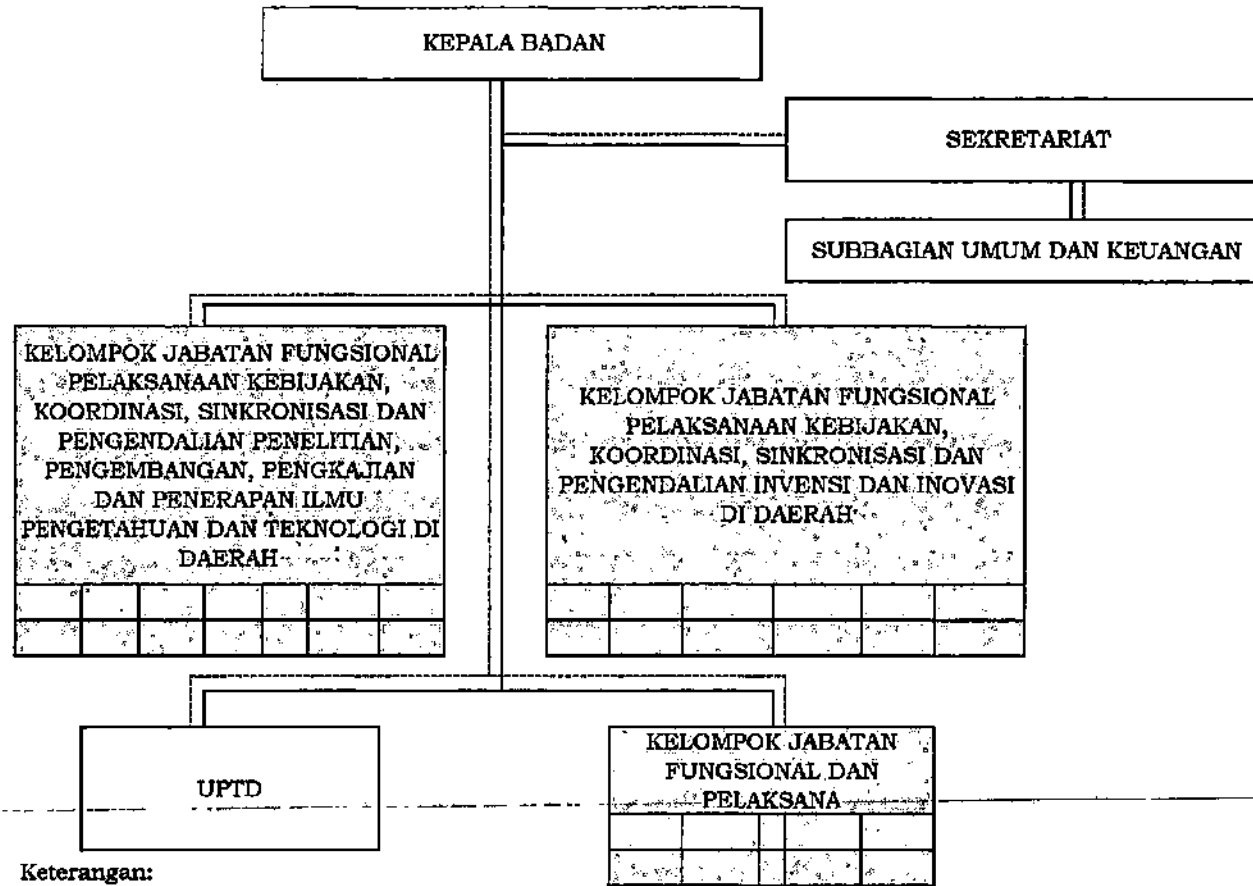 KEPALA BADAN
SEKRETARIAT
SUBBAGIAN UMUM DAN KEUANGAN
KELOMPOK JABATAN FUNGSIONAL
PELAKSANAAN KEBIJAKAN,
KOORDINASI, SINKRONISASI DAN
PENGENDALIAN PENELITIAN,
PENGEMBANGAN, PENGKAJIAN
DAN PENERAPAN ILMU
PENGETAHUAN DAN TEKNOLOGI DI
DAERAH
KELOMPOK JABATAN FUNGSIONAL
PELAKSANAAN KEBIJAKAN,
KOORDINASI, SINKRONISASI DAN
PENGENDALIAN INVENSI DAN INOVASI
DI DAERAH
UPTD
KELOMPOK JABATAN
FUNGSIONAL DAN
PELAKSANA
Keterangan: